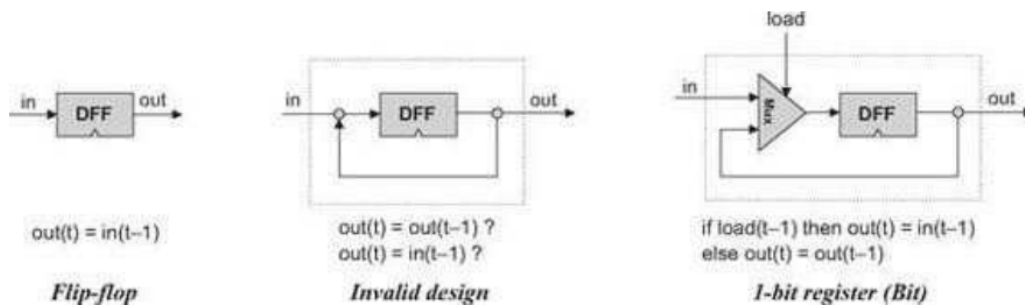 load
in
DFF
out
in
DFF
out
in
Mux
DFF
out
out(t) = in(t–1)
out(t) = out(t–1) ?
out(t) = in(t–1) ?
if load(t–1) then out(t) = in(t–1)
else out(t) = out(t–1)
Flip-flop
Invalid design
1-bit register (Bit)